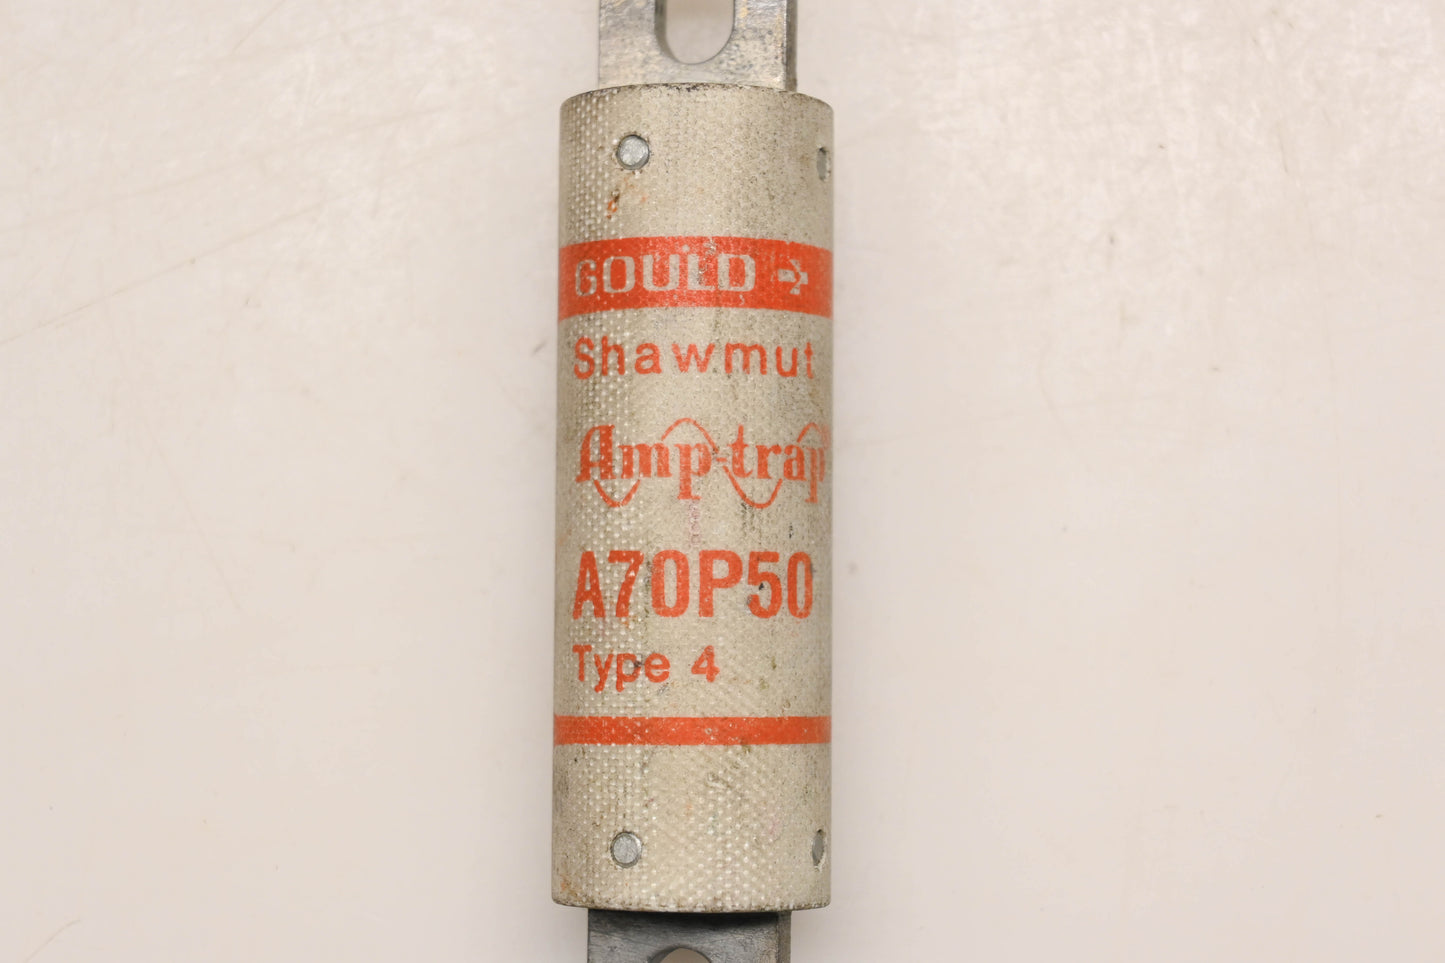 GOULD
Shawmut
Amp-trap
A70P50
Type 4